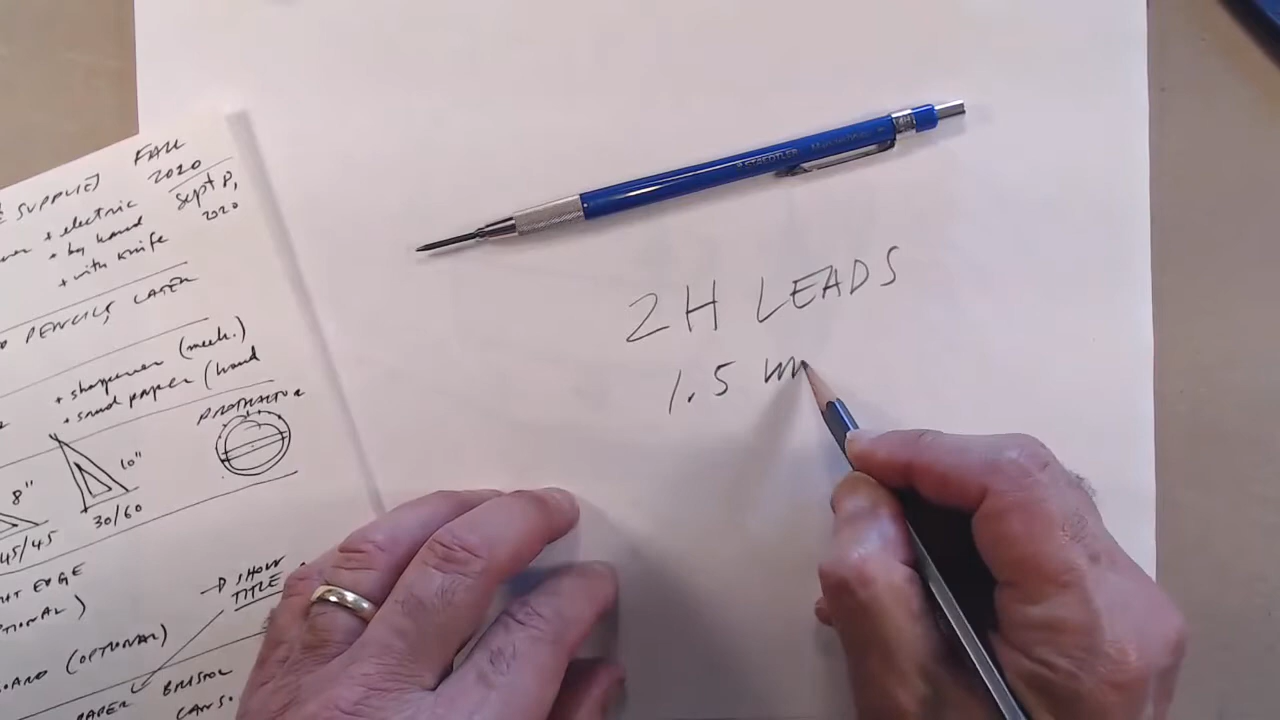 FALL
2020
Sept 8,
2020
SUPPLIES
+ electric
+ by hand
+ with knife
PENCILS LATER
+ sharpener (mech.)
+ sand paper (hand
PROTRACTOR
8"
10"
45/45
30/60
EDGE
)
→ SHOW
TITLE
(OPTIONAL)
PAPER
BRISTOL
CANS.
STAEDTLER
2H LEADS
1.5 m